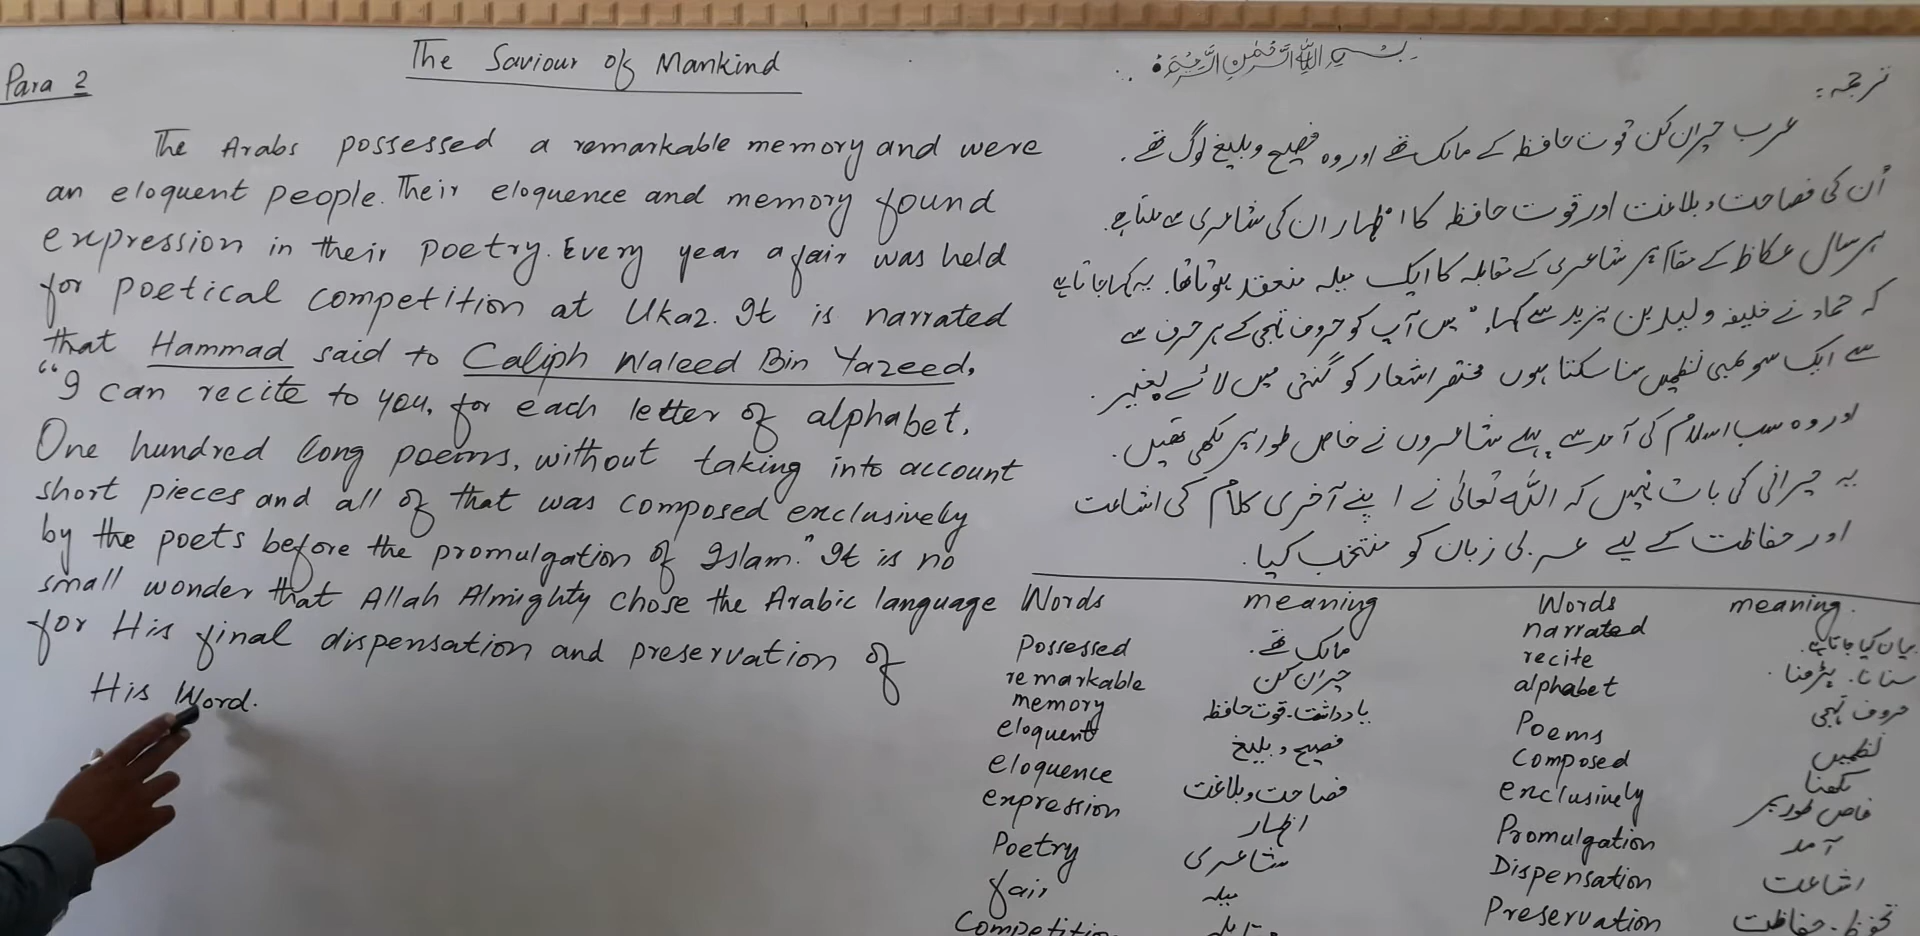 The Saviour of Mankind
بسم اللہ الرحمٰن الرحیم
Para 2
The Arabs possessed a remarkable memory and were
an eloquent people. Their eloquence and memory found
expression in their poetry. Every year a fair was held
for poetical competition at Ukaz. It is narrated
that Hammad said to Caliph Waleed Bin Yazeed,
"I can recite to you, for each letter of alphabet,
One hundred long poems, without taking into account
short pieces and all of that was composed exclusively
by the poets before the promulgation of Islam." It is no
small wonder that Allah Almighty chose the Arabic language
for His final dispensation and preservation of
His Word.
ترجمہ:
عرب حیران کن قوت حافظہ کے مالک تھے اور وہ فصیح و بلیغ لوگ تھے۔
اُن کی فصاحت و بلاغت اور قوت حافظہ کا اظہار ان کی شاعری سے ملتا ہے۔
ہر سال عکاظ کے مقام پر شاعری کے مقابلہ کا ایک میلہ منعقد ہوتا تھا۔ یہ کہا جاتا ہے
کہ حماد نے خلیفہ ولید بن یزید سے کہا، "میں آپ کو حروف تہجی کے ہر حرف سے
سے ایک سو طبی نظمیں سنا سکتا ہوں مختصر اشعار کو گنتی میں لائے بغیر۔
اور وہ سب اسلام کی آمد سے پہلے شاعروں نے خاص طور پر لکھی تھیں۔
یہ حیرانی کی بات نہیں کہ اللہ تعالیٰ نے اپنے آخری کلام کی اشاعت
اور حفاظت کے لیے عربی زبان کو منتخب کیا۔
Words meaning Words meaning
possessed مالک تھے۔ narrated بیان کیا جاتا ہے۔
remarkable حیران کن recite سنانا۔ پڑھنا
memory یادداشت۔ قوت حافظہ alphabet حروف تہجی
eloquent فصیح و بلیغ Poems نظمیں
eloquence فصاحت و بلاغت composed لکھنا
expression اظہار exclusively خاص طور پر
Poetry شاعری Promulgation آمد
fair میلہ Dispensation اشاعت
Preservation تحفظ۔ حفاظت